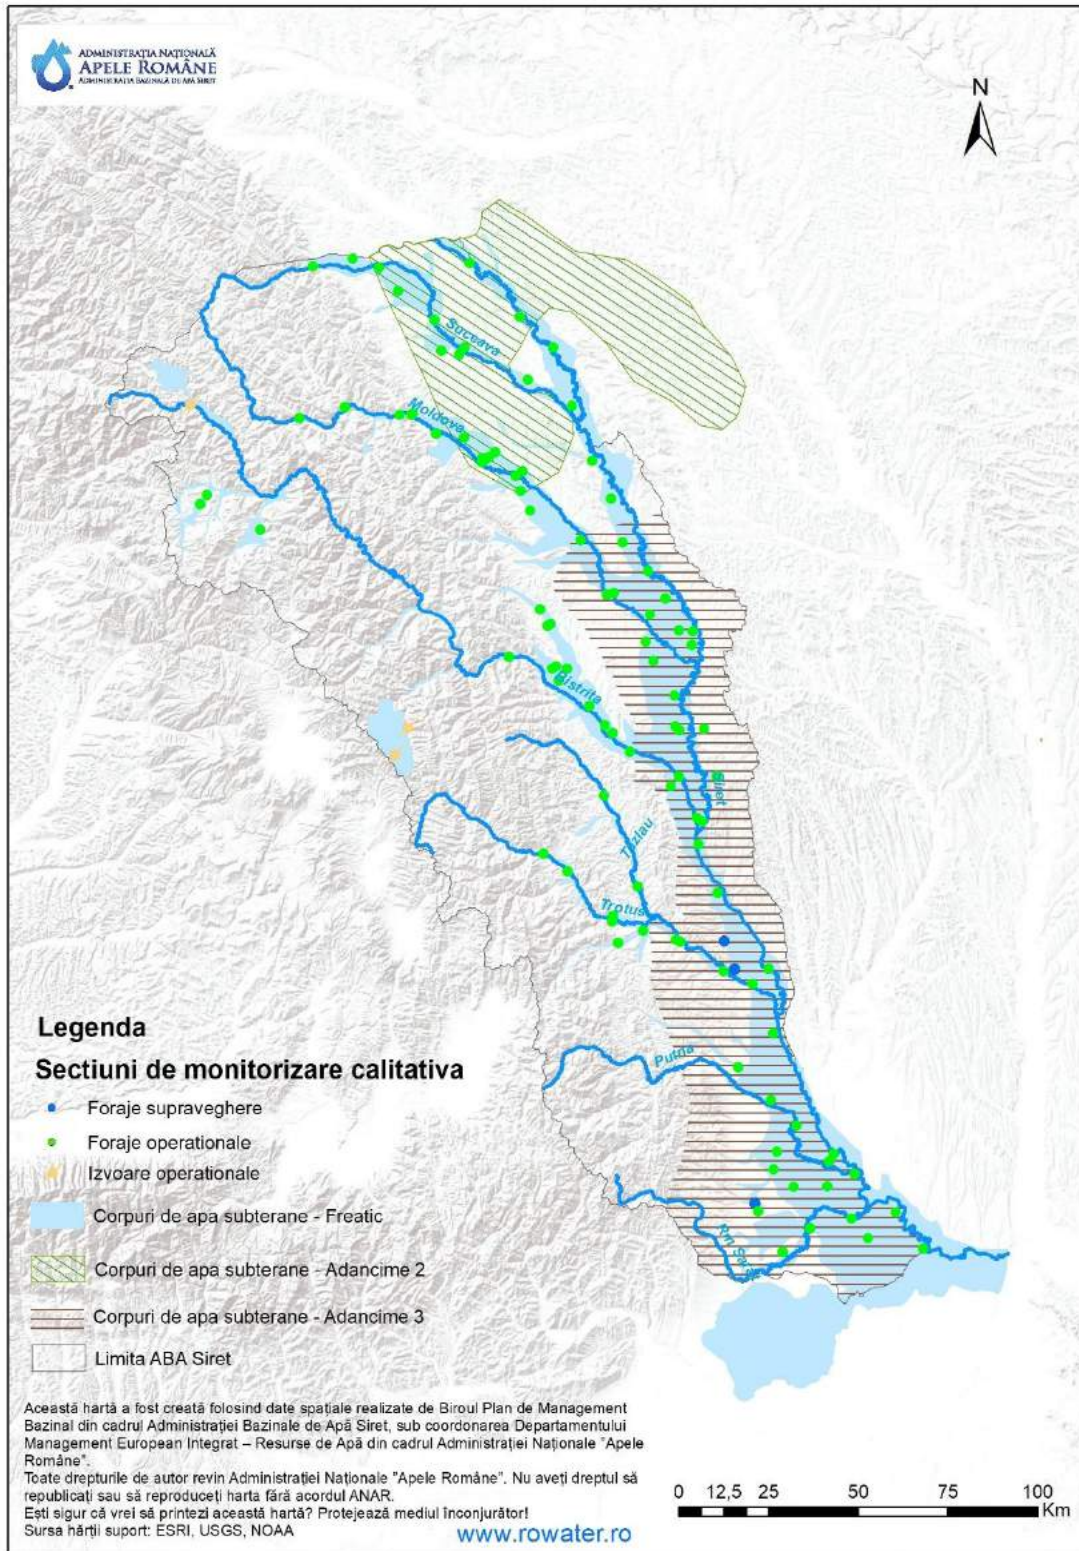 ADMINISTRAȚIA NAȚIONALĂ
APELE ROMÂNE
ADMINISTRAȚIA BAZINALĂ DE APĂ SIRET
N
Suceava
Moldova
Bistrita
Siret
Tazlau
Trotus
Putna
Rm Sarat
Legenda
Sectiuni de monitorizare calitativa
Foraje supraveghere
Foraje operationale
Izvoare operationale
Corpuri de apa subterane - Freatic
Corpuri de apa subterane - Adancime 2
Corpuri de apa subterane - Adancime 3
Limita ABA Siret
Această hartă a fost creată folosind date spațiale realizate de Biroul Plan de Management
Bazinal din cadrul Administrației Bazinale de Apă Siret, sub coordonarea Departamentului
Management European Integrat – Resurse de Apă din cadrul Administrației Naționale "Apele
Române".
Toate drepturile de autor revin Administrației Naționale "Apele Române". Nu aveți dreptul să
republicați sau să reproduceți harta fără acordul ANAR.
Ești sigur că vrei să printezi această hartă? Protejează mediul înconjurător!
Sursa hărții suport: ESRI, USGS, NOAA
www.rowater.ro
0 12,5 25 50 75 100
Km